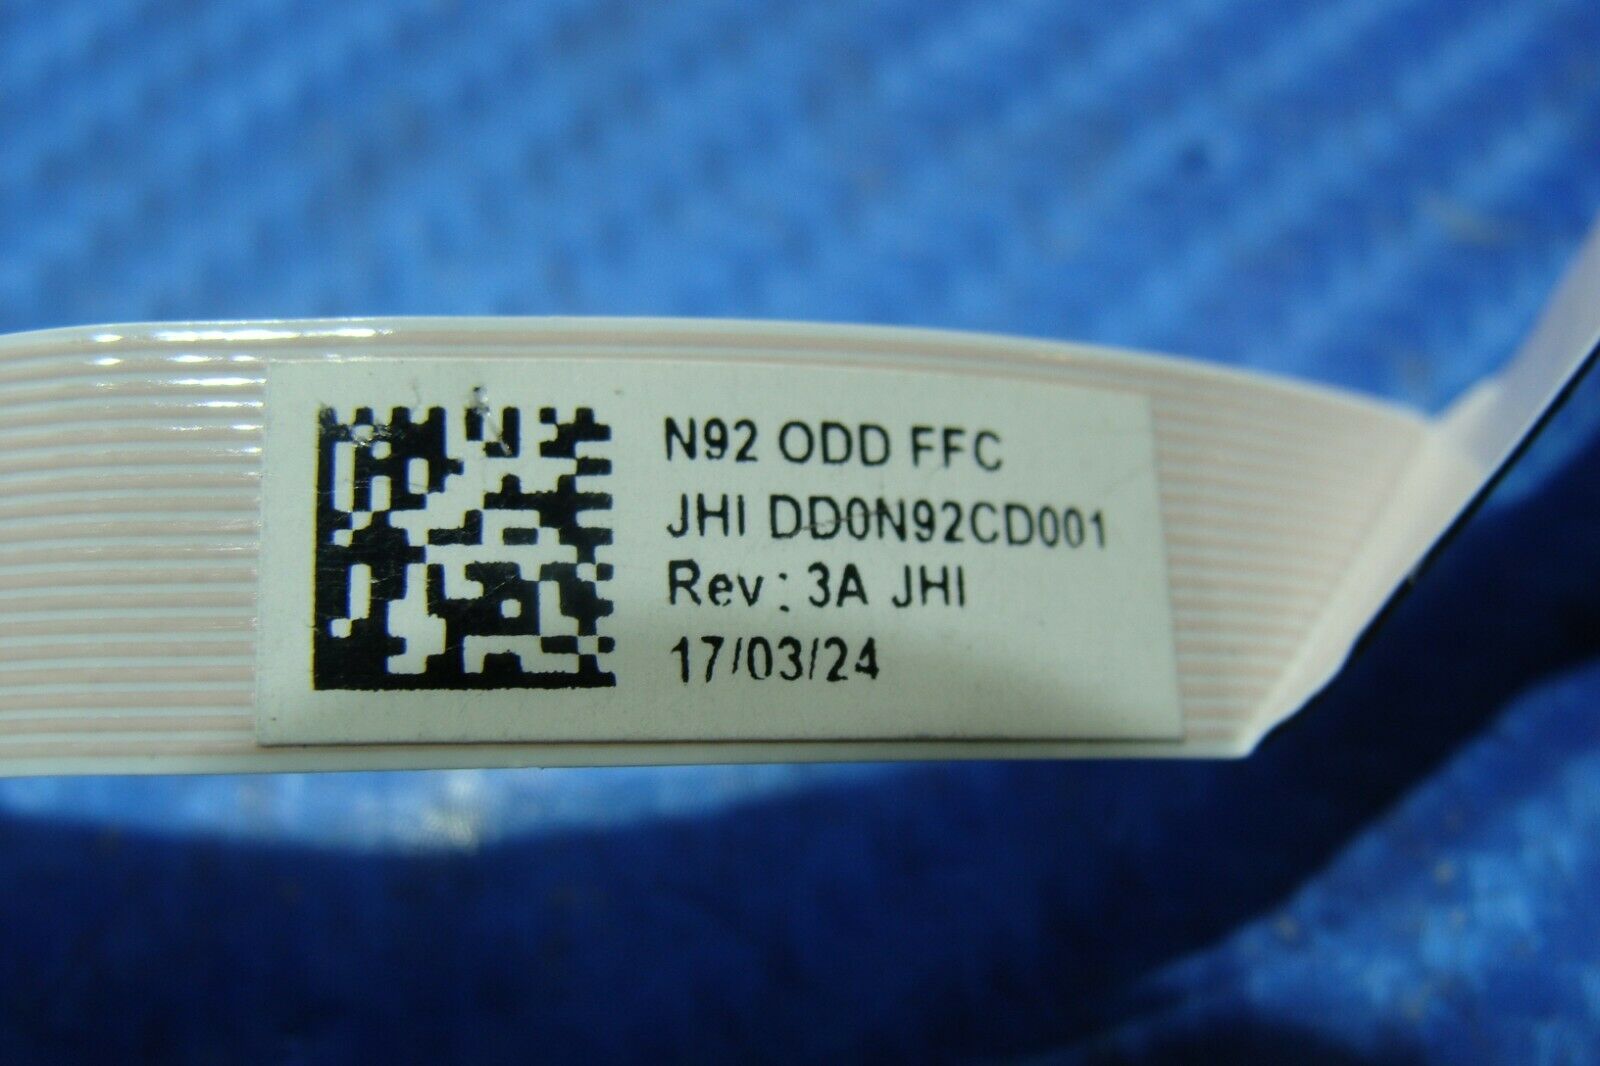 N92 ODD FFC
JHI DD0N92CD001
Rev: 3A JHI
17/03/24